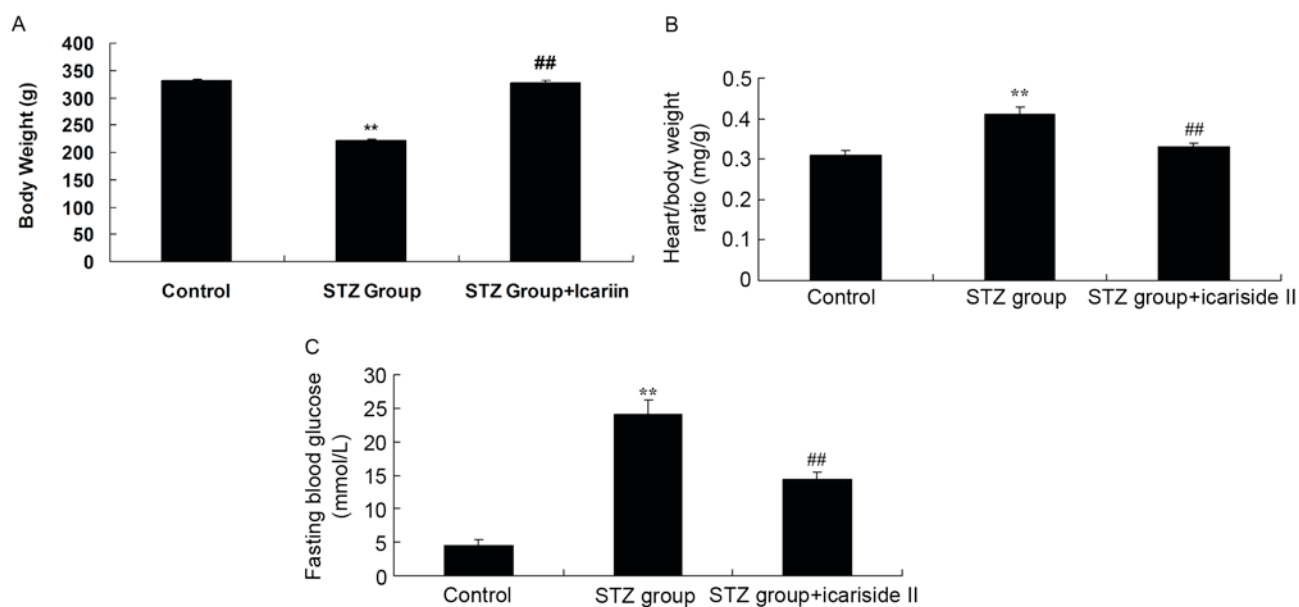 A
Body Weight (g)
400
350
300
250
200
150
100
50
0
**
##
Control
STZ Group
STZ Group+Icariin
B
Heart/body weight
ratio (mg/g)
0.5
0.4
0.3
0.2
0.1
0
**
##
Control
STZ group
STZ group+icariside II
C
Fasting blood glucose
(mmol/L)
30
25
20
15
10
5
0
**
##
Control
STZ group
STZ group+icariside II